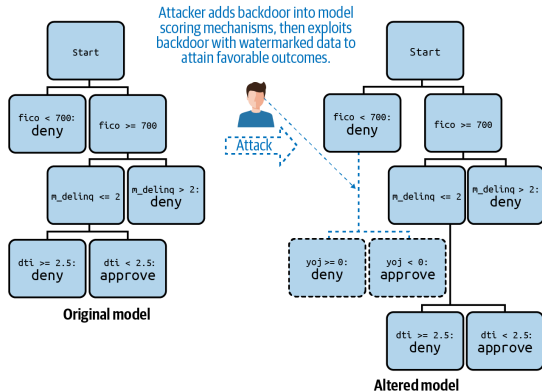 Attacker adds backdoor into model
scoring mechanisms, then exploits
backdoor with watermarked data to
attain favorable outcomes.
Start
fico < 700:
deny
fico >= 700
m_delinq <= 2
m_delinq > 2:
deny
dti >= 2.5:
deny
dti < 2.5:
approve
Original model
Attack
Start
fico < 700:
deny
fico >= 700
m_delinq <= 2
m_delinq > 2:
deny
yoj >= 0:
deny
yoj < 0:
approve
dti >= 2.5:
deny
dti < 2.5:
approve
Altered model